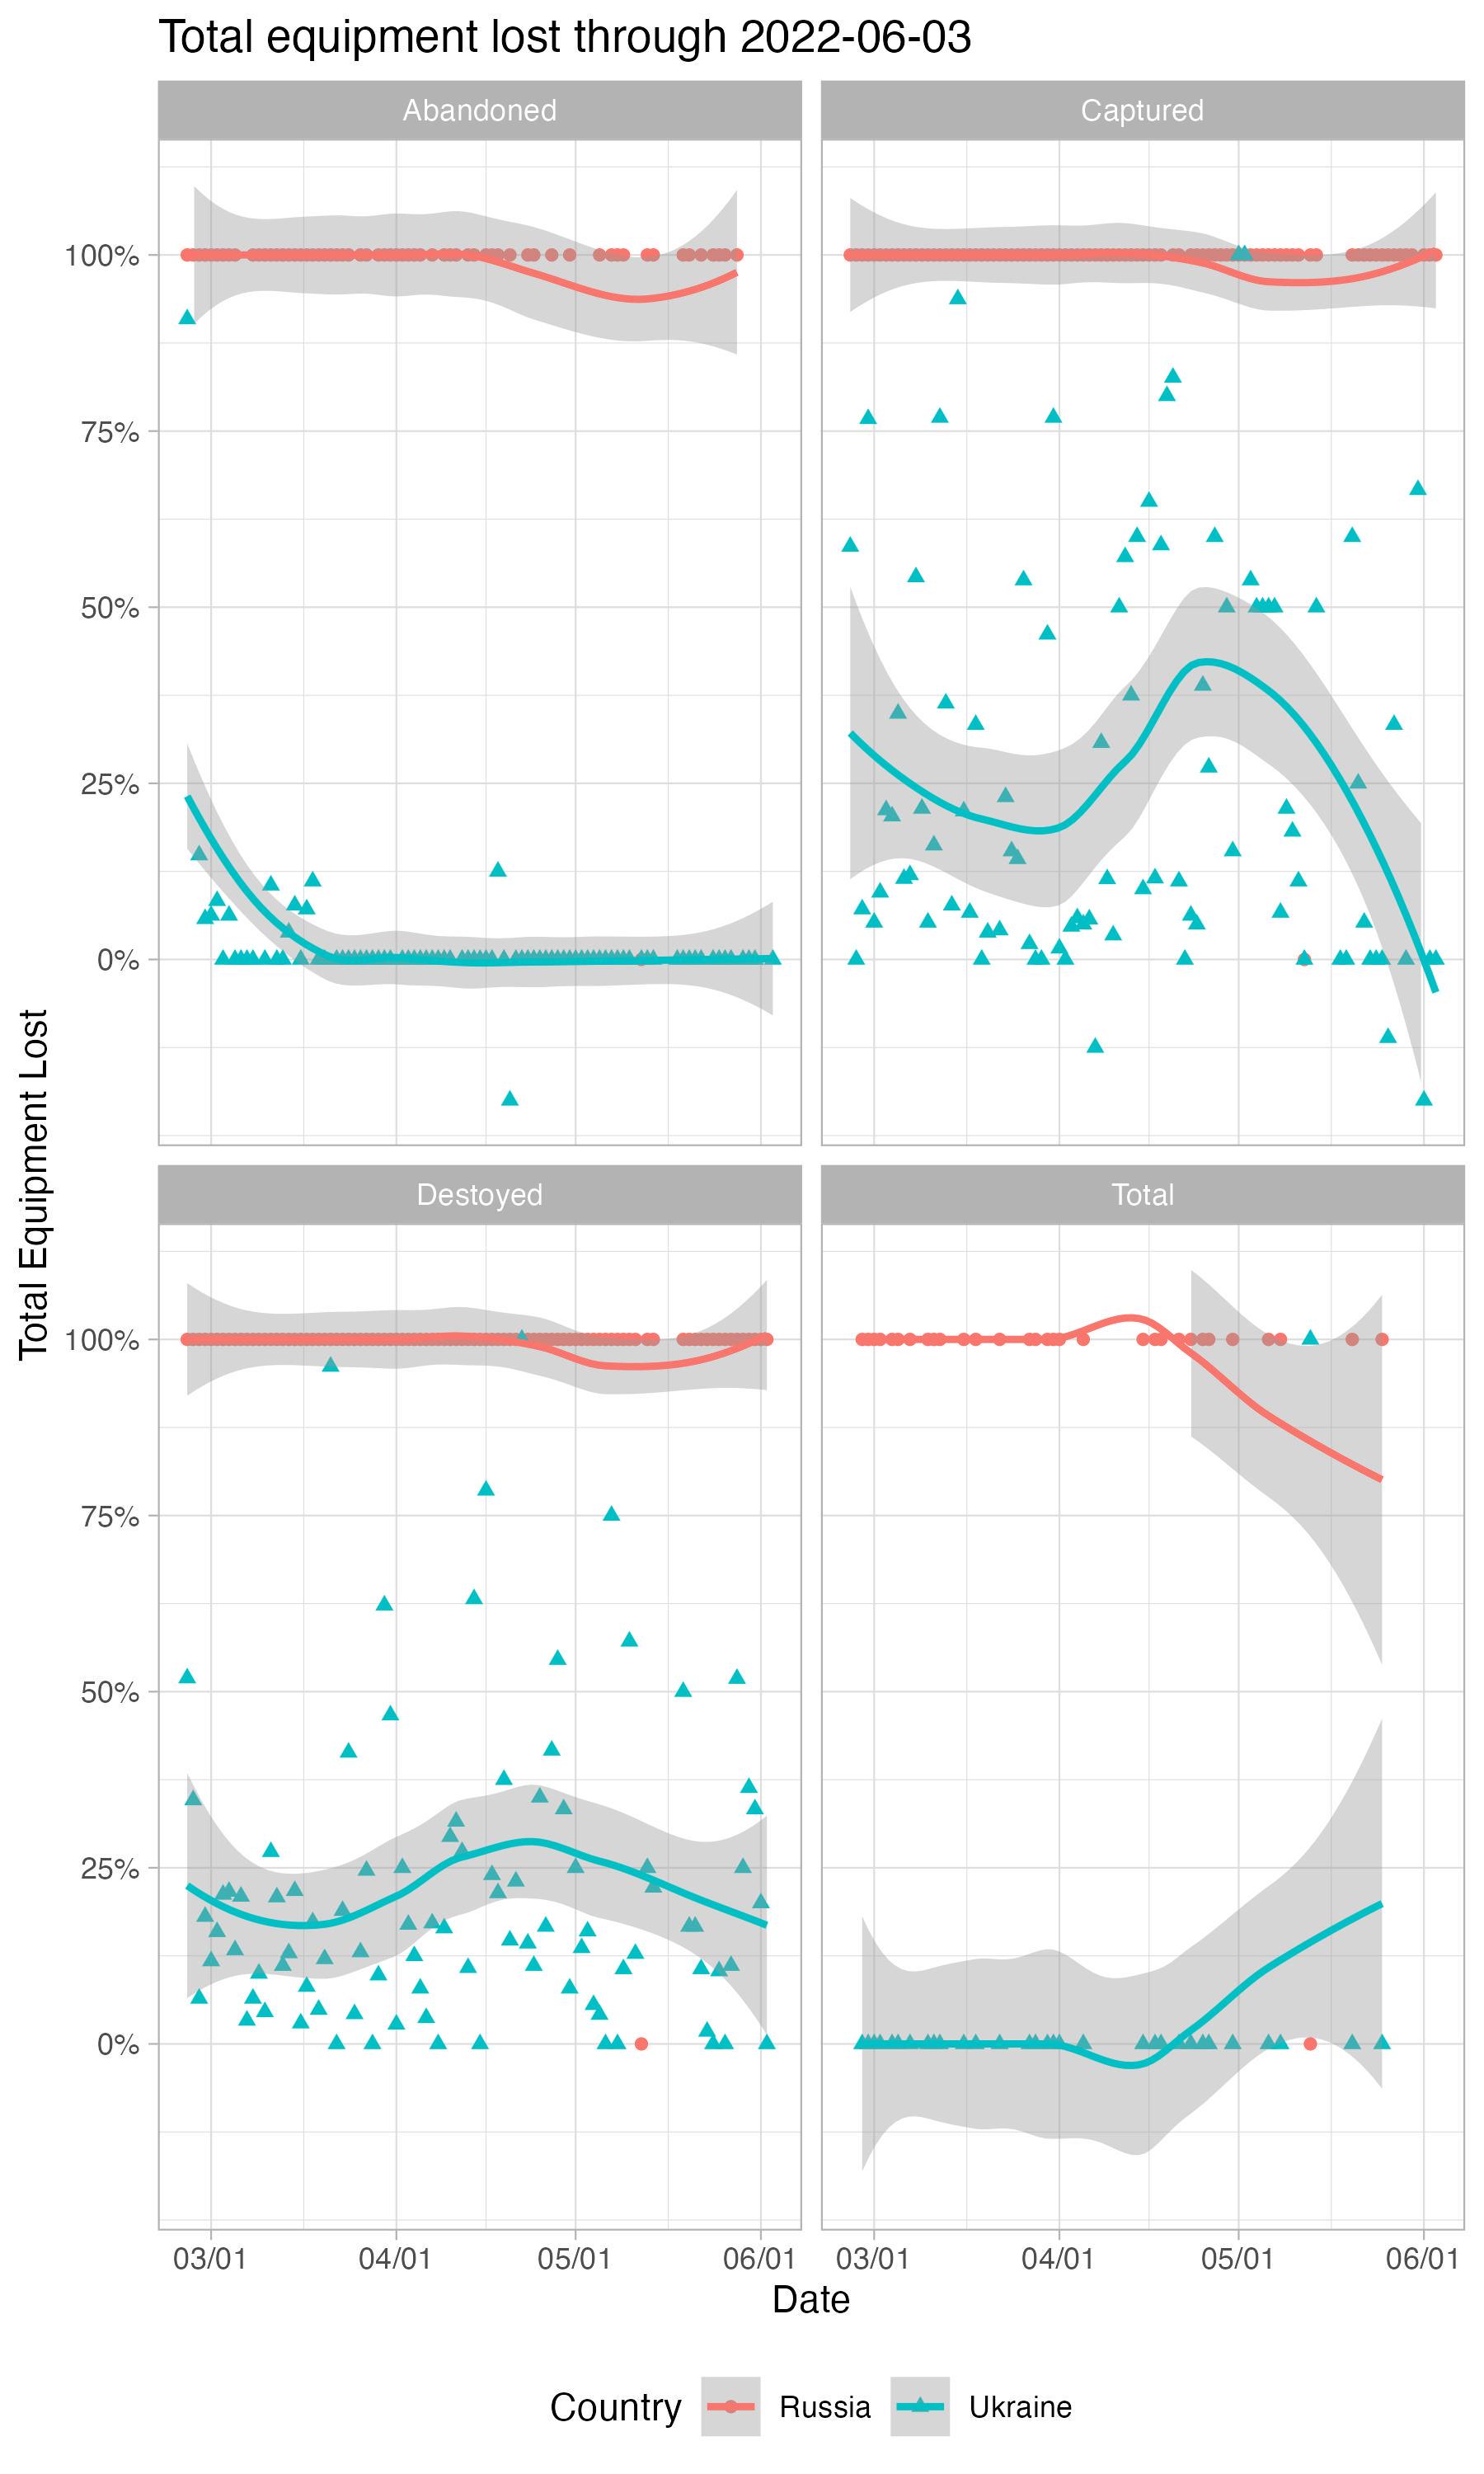 Total equipment lost through 2022-06-03
Abandoned
Captured
100%
75%
50%
25%
0%
Total Equipment Lost
Destoyed
Total
100%
75%
50%
25%
0%
03/01 04/01 05/01 06/01
03/01 04/01 05/01 06/01
Date
Country Russia Ukraine